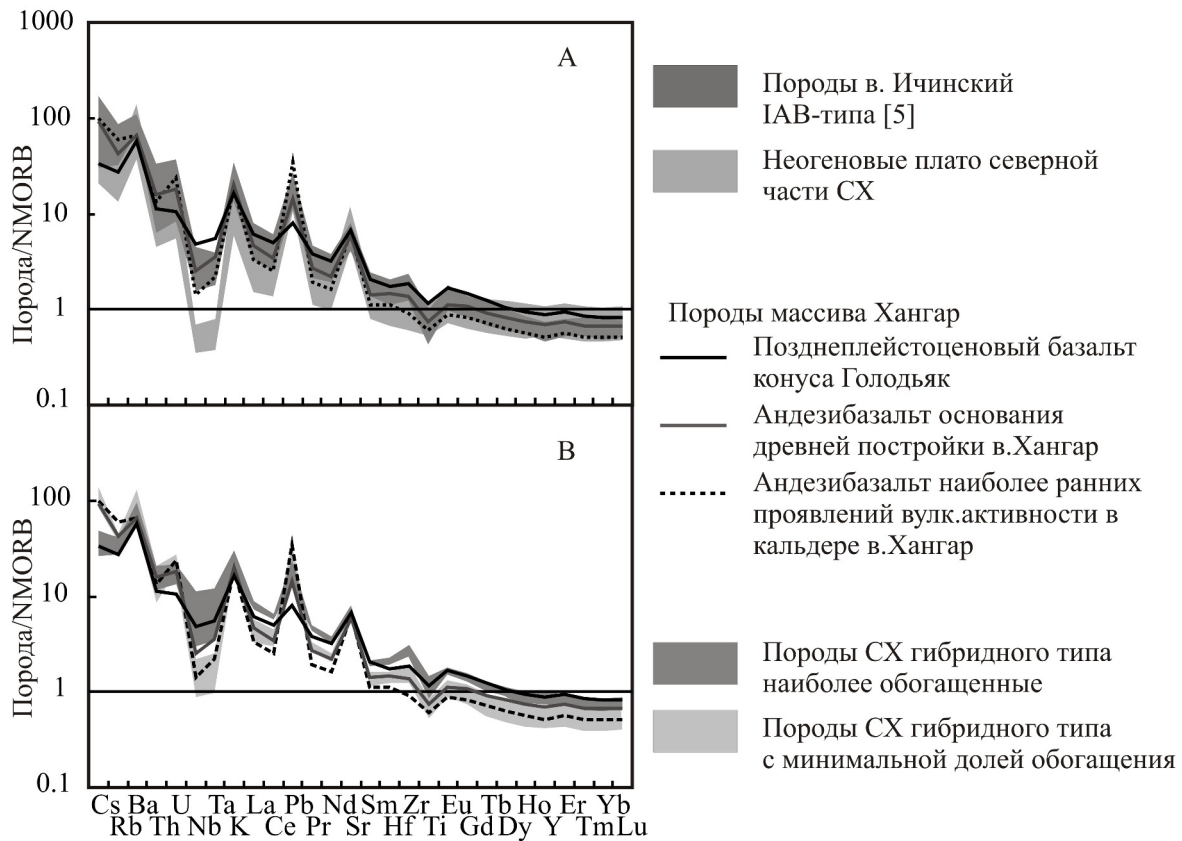 1000
100
10
1
0.1
Порода/NMORB
A
100
10
1
0.1
Порода/NMORB
B
Cs Ba U Ta La Pb Nd Sm Zr Eu Tb Ho Er Yb
Rb Th Nb K Ce Pr Sr Hf Ti Gd Dy Y Tm Lu
Породы в. Ичинский
IAB-типа [5]
Неогеновые плато северной
части СХ
Породы массива Хангар
Позднеплейстоценовый базальт
конуса Голодьяк
Андезибазальт основания
древней постройки в.Хангар
Андезибазальт наиболее ранних
проявлений вулк.активности в
кальдере в.Хангар
Породы СХ гибридного типа
наиболее обогащенные
Породы СХ гибридного типа
с минимальной долей обогащения